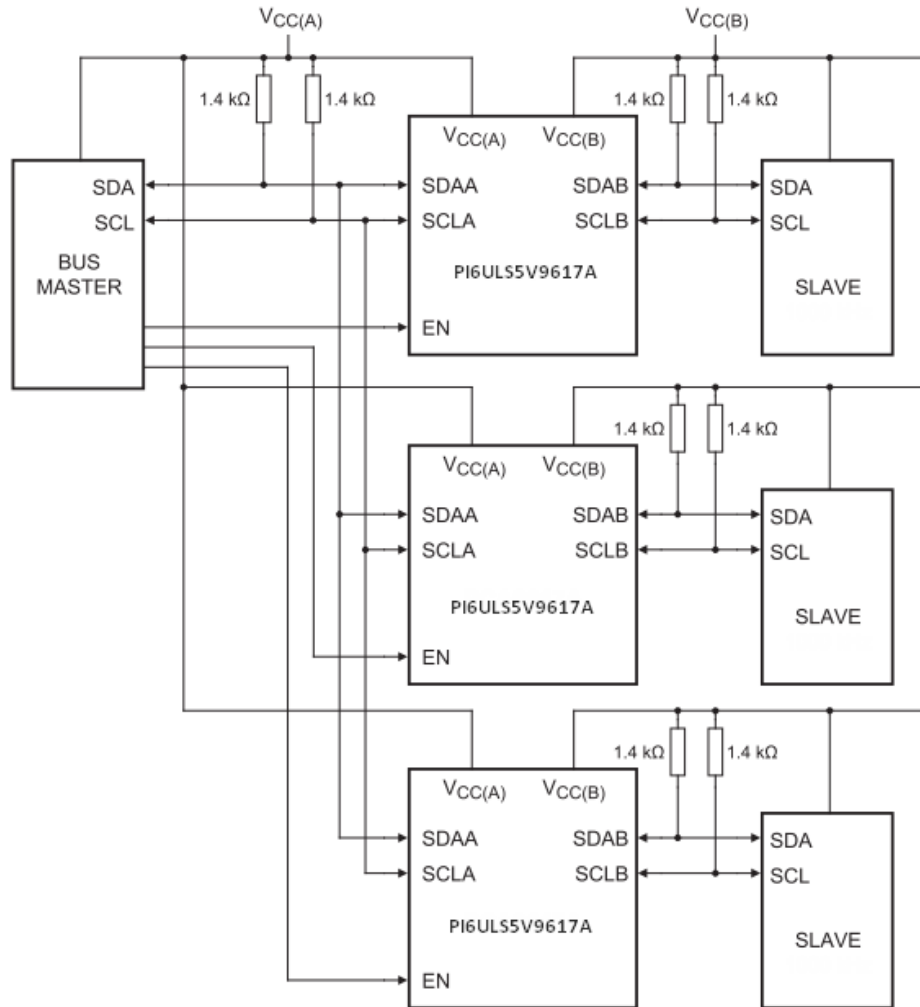 VCC(A)
VCC(B)
1.4 kΩ
1.4 kΩ
1.4 kΩ
1.4 kΩ
VCC(A)
VCC(B)
SDA
SDAA
SDAB
SDA
SCL
SCLA
SCLB
SCL
BUS
MASTER
PI6ULS5V9617A
SLAVE
EN
1.4 kΩ
1.4 kΩ
VCC(A)
VCC(B)
SDAA
SDAB
SDA
SCLA
SCLB
SCL
PI6ULS5V9617A
SLAVE
EN
1.4 kΩ
1.4 kΩ
VCC(A)
VCC(B)
SDAA
SDAB
SDA
SCLA
SCLB
SCL
PI6ULS5V9617A
SLAVE
EN